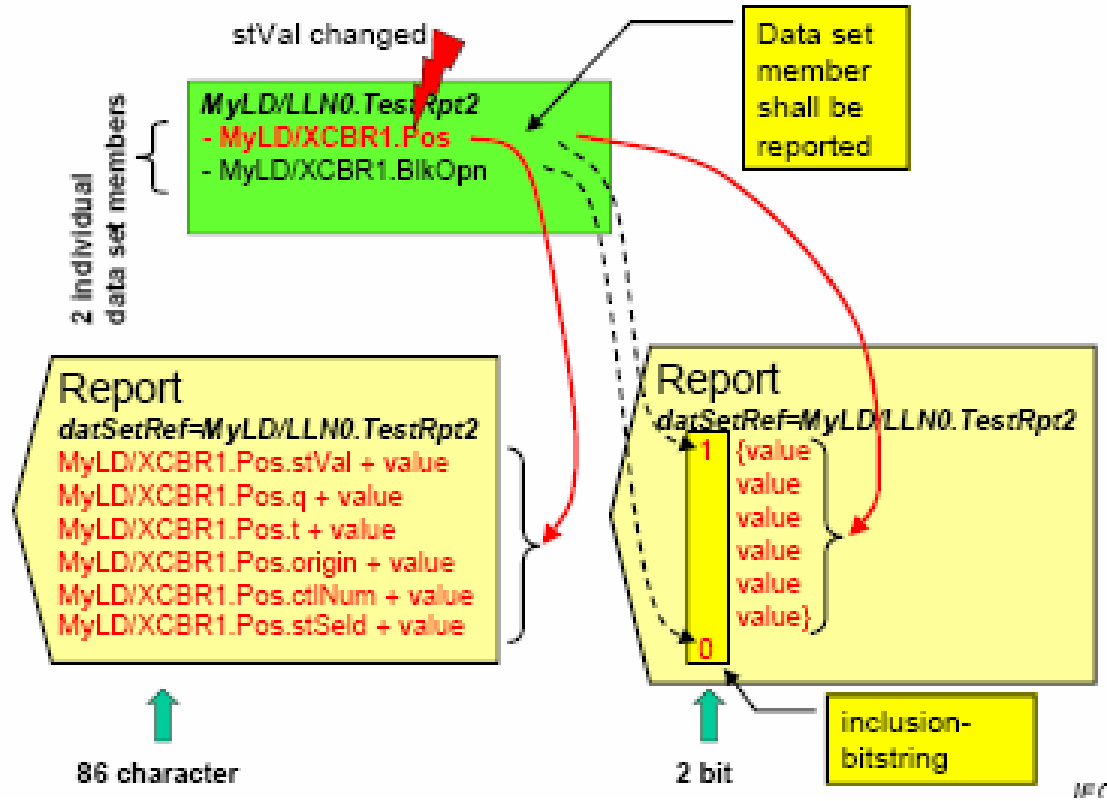 stVal changed
Data set
member
shall be
reported
MyLD/LLN0.TestRpt2
- MyLD/XCBR1.Pos
- MyLD/XCBR1.BlkOpn
2 individual
data set members
Report
datSetRef=MyLD/LLN0.TestRpt2
MyLD/XCBR1.Pos.stVal + value
MyLD/XCBR1.Pos.q + value
MyLD/XCBR1.Pos.t + value
MyLD/XCBR1.Pos.origin + value
MyLD/XCBR1.Pos.ctlNum + value
MyLD/XCBR1.Pos.stSeld + value
86 character
Report
datSetRef=MyLD/LLN0.TestRpt2
1 {value
value
value
value
value
value}
0
2 bit
inclusion-
bitstring